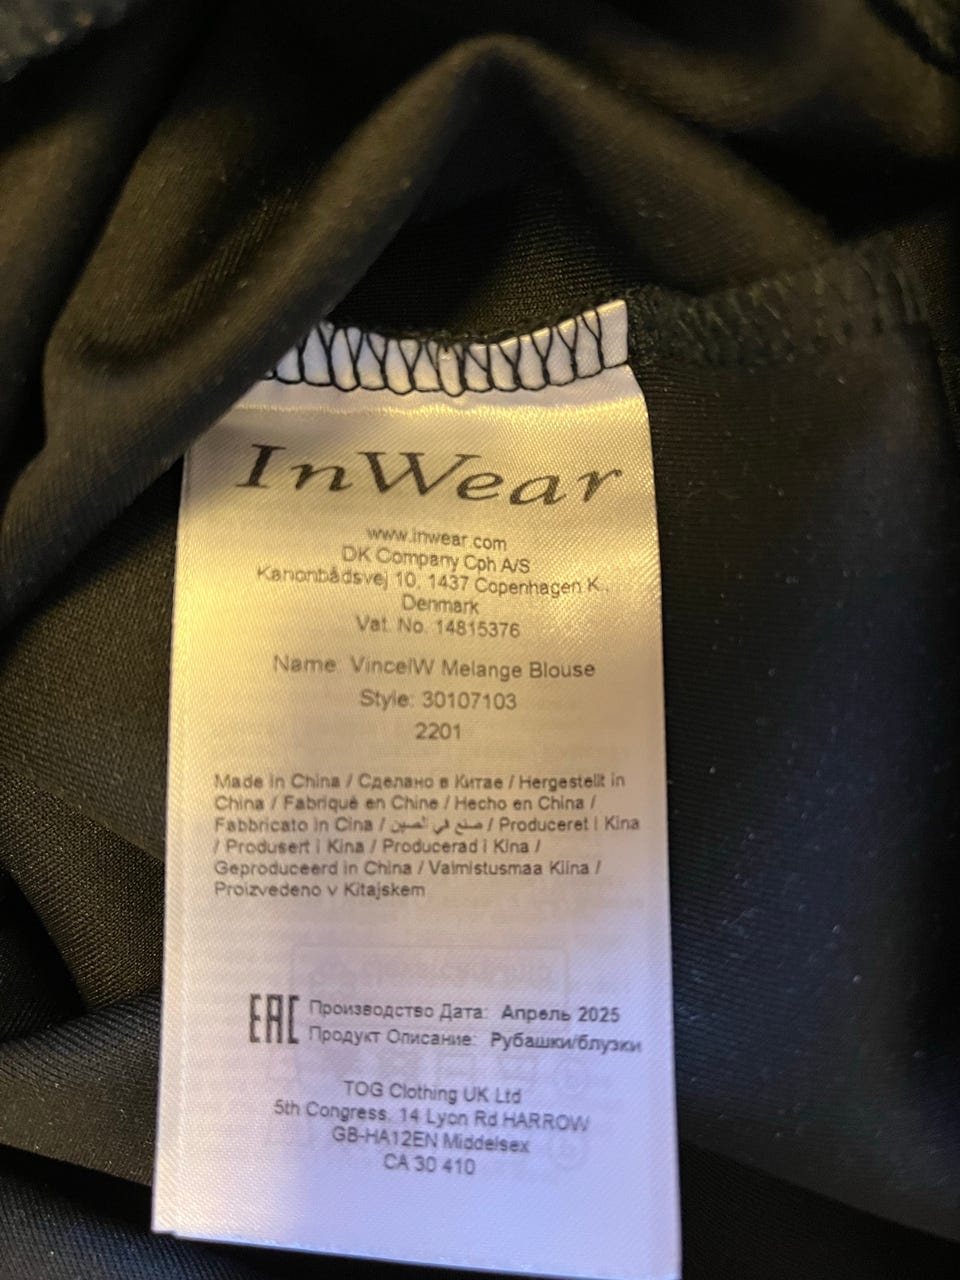 InWear
www.inwear.com
DK Company Cph A/S
Kanonbådsvej 10, 1437 Copenhagen K.,
Denmark
Vat. No. 14815376
Name: VinceIW Melange Blouse
Style: 30107103
2201
Made in China / Сделано в Китае / Hergestellt in
China / Fabriqué en Chine / Hecho en China /
Fabbricato in Cina / صنع في الصين / Produceret i Kina
/ Produsert i Kina / Producerad i Kina /
Geproduceerd in China / Valmistusmaa Kiina /
Proizvedeno v Kitajskem
EAC Производство Дата: Апрель 2025
Продукт Описание: Рубашки/блузки
TOG Clothing UK Ltd
5th Congress. 14 Lyon Rd.HARROW
GB-HA12EN Middelsex
CA 30 410